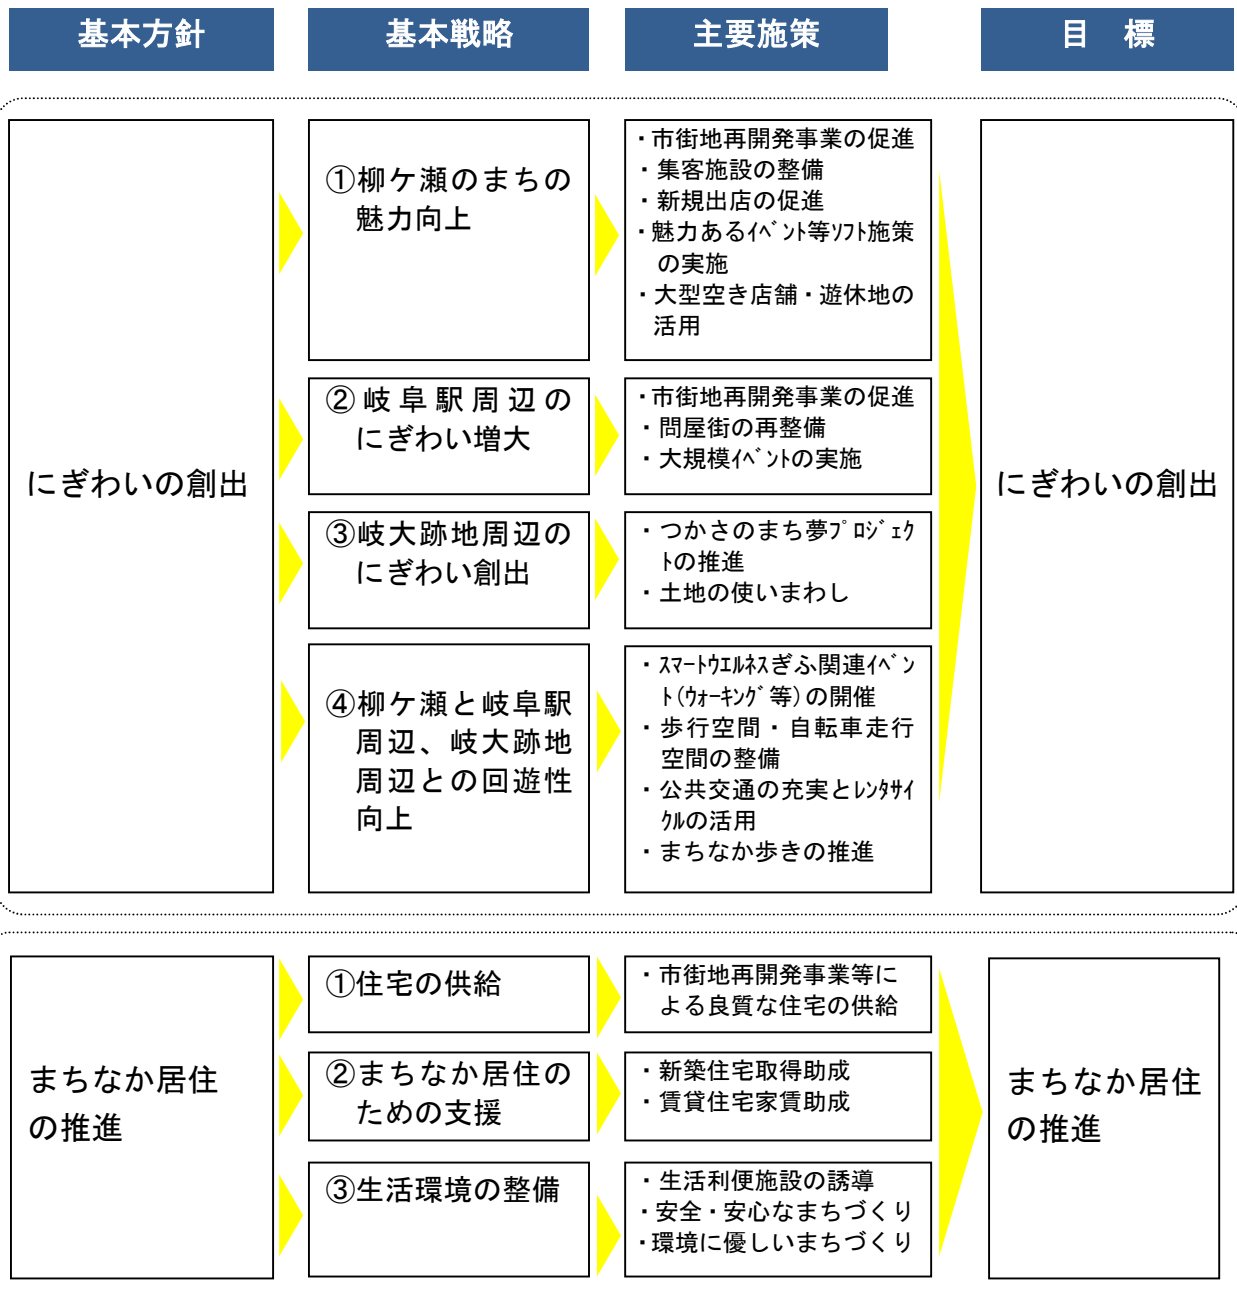 基本方針
基本戦略
主要施策
目　標
にぎわいの創出
①柳ケ瀬のまちの
魅力向上
・市街地再開発事業の促進
・集客施設の整備
・新規出店の促進
・魅力あるｲﾍﾞﾝﾄ等ｿﾌﾄ施策
の実施
・大型空き店舗・遊休地の
活用
②岐阜駅周辺の
にぎわい増大
・市街地再開発事業の促進
・問屋街の再整備
・大規模ｲﾍﾞﾝﾄの実施
③岐大跡地周辺の
にぎわい創出
・つかさのまち夢ﾌﾟﾛｼﾞｪｸ
ﾄの推進
・土地の使いまわし
④柳ケ瀬と岐阜駅
周辺、岐大跡地
周辺との回遊性
向上
・ｽﾏｰﾄｳｴﾙﾈｽぎふ関連ｲﾍﾞﾝ
ﾄ(ｳｫｰｷﾝｸﾞ等)の開催
・歩行空間・自転車走行
空間の整備
・公共交通の充実とﾚﾝﾀｻｲ
ｸﾙの活用
・まちなか歩きの推進
にぎわいの創出
まちなか居住
の推進
①住宅の供給
・市街地再開発事業等に
よる良質な住宅の供給
②まちなか居住の
ための支援
・新築住宅取得助成
・賃貸住宅家賃助成
③生活環境の整備
・生活利便施設の誘導
・安全・安心なまちづくり
・環境に優しいまちづくり
まちなか居住
の推進